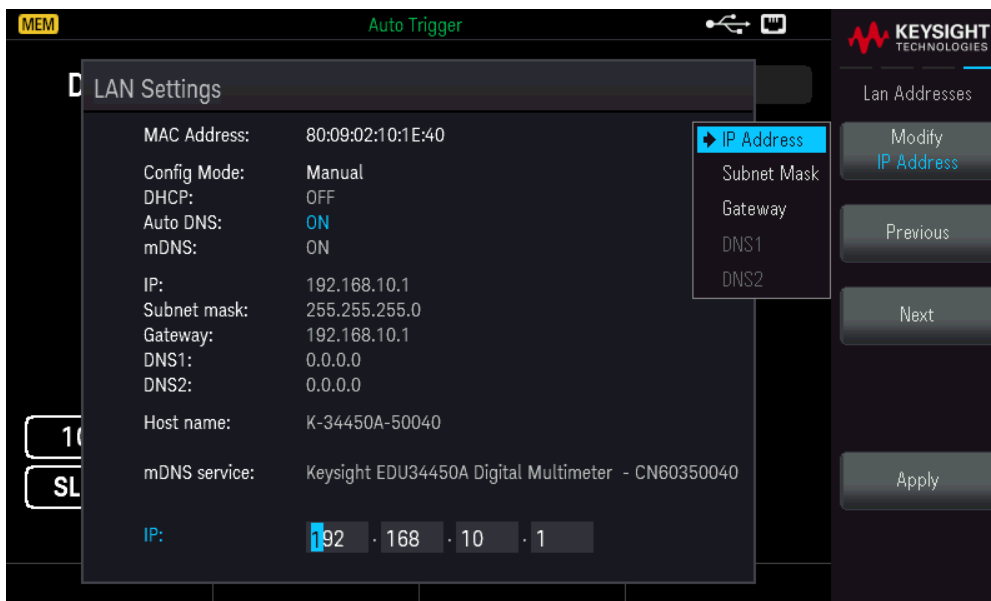 MEM
Auto Trigger
KEYSIGHT
TECHNOLOGIES
D
LAN Settings
Lan Addresses
MAC Address: 80:09:02:10:1E:40
Config Mode: Manual
DHCP: OFF
Auto DNS: ON
mDNS: ON
IP: 192.168.10.1
Subnet mask: 255.255.255.0
Gateway: 192.168.10.1
DNS1: 0.0.0.0
DNS2: 0.0.0.0
Host name: K-34450A-50040
mDNS service: Keysight EDU34450A Digital Multimeter - CN60350040
IP: 192 . 168 . 10 . 1
IP Address
Subnet Mask
Gateway
DNS1
DNS2
Modify
IP Address
Previous
Next
Apply
10
SL